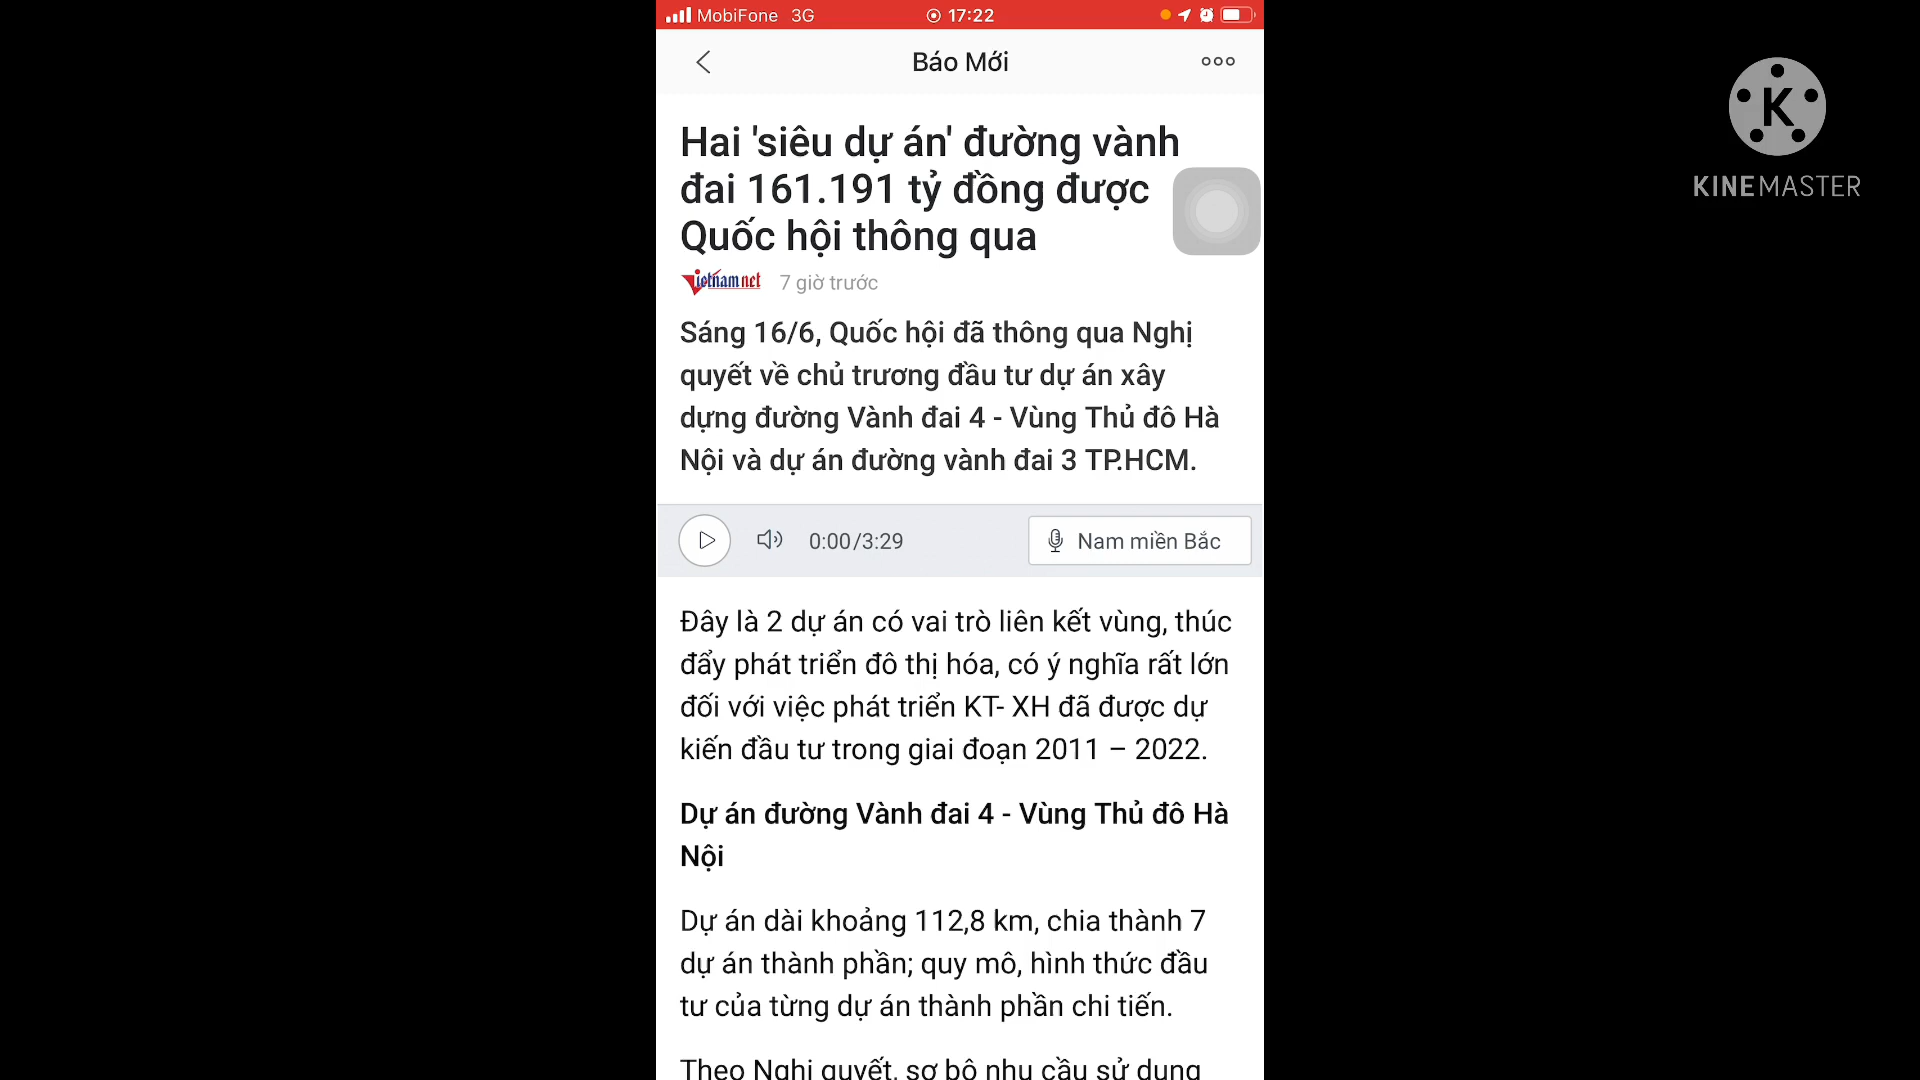 MobiFone 3G 17:22
Báo Mới
K
KINEMASTER
Hai 'siêu dự án' đường vành
đai 161.191 tỷ đồng được
Quốc hội thông qua
Vietnamnet 7 giờ trước
Sáng 16/6, Quốc hội đã thông qua Nghị
quyết về chủ trương đầu tư dự án xây
dựng đường Vành đai 4 - Vùng Thủ đô Hà
Nội và dự án đường vành đai 3 TP.HCM.
0:00/3:29 Nam miền Bắc
Đây là 2 dự án có vai trò liên kết vùng, thúc
đẩy phát triển đô thị hóa, có ý nghĩa rất lớn
đối với việc phát triển KT- XH đã được dự
kiến đầu tư trong giai đoạn 2011 – 2022.
Dự án đường Vành đai 4 - Vùng Thủ đô Hà
Nội
Dự án dài khoảng 112,8 km, chia thành 7
dự án thành phần; quy mô, hình thức đầu
tư của từng dự án thành phần chi tiến.
Theo Nghị quyết, sơ bộ nhu cầu sử dụng